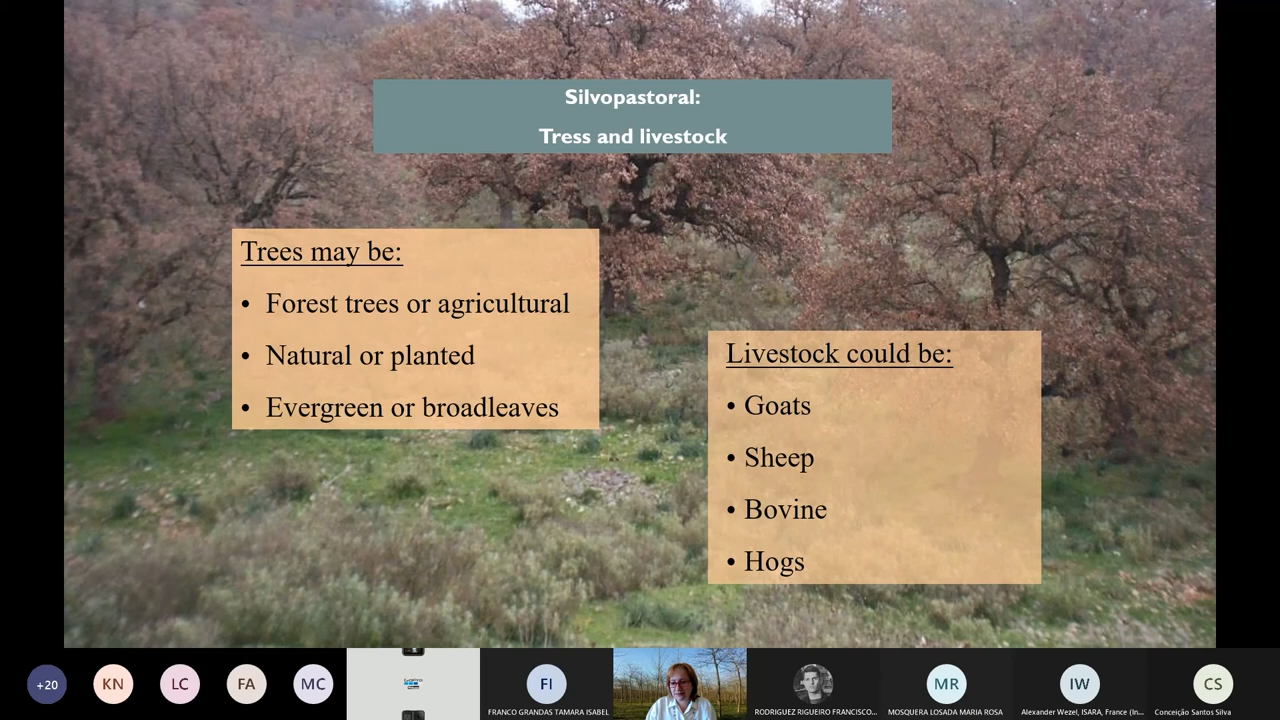 Silvopastoral:
Tress and livestock
Trees may be:
• Forest trees or agricultural
• Natural or planted
• Evergreen or broadleaves
Livestock could be:
• Goats
• Sheep
• Bovine
• Hogs
+20
KN
LC
FA
MC
GoPro
FI
MR
IW
CS
FRANCO GRANDAS TAMARA ISABEL
RODRIGUEZ RIGUEIRO FRANCISCO...
MOSQUERA LOSADA MARIA ROSA
Alexander Wezel, ISARA, France (In...
Conceição Santos Silva